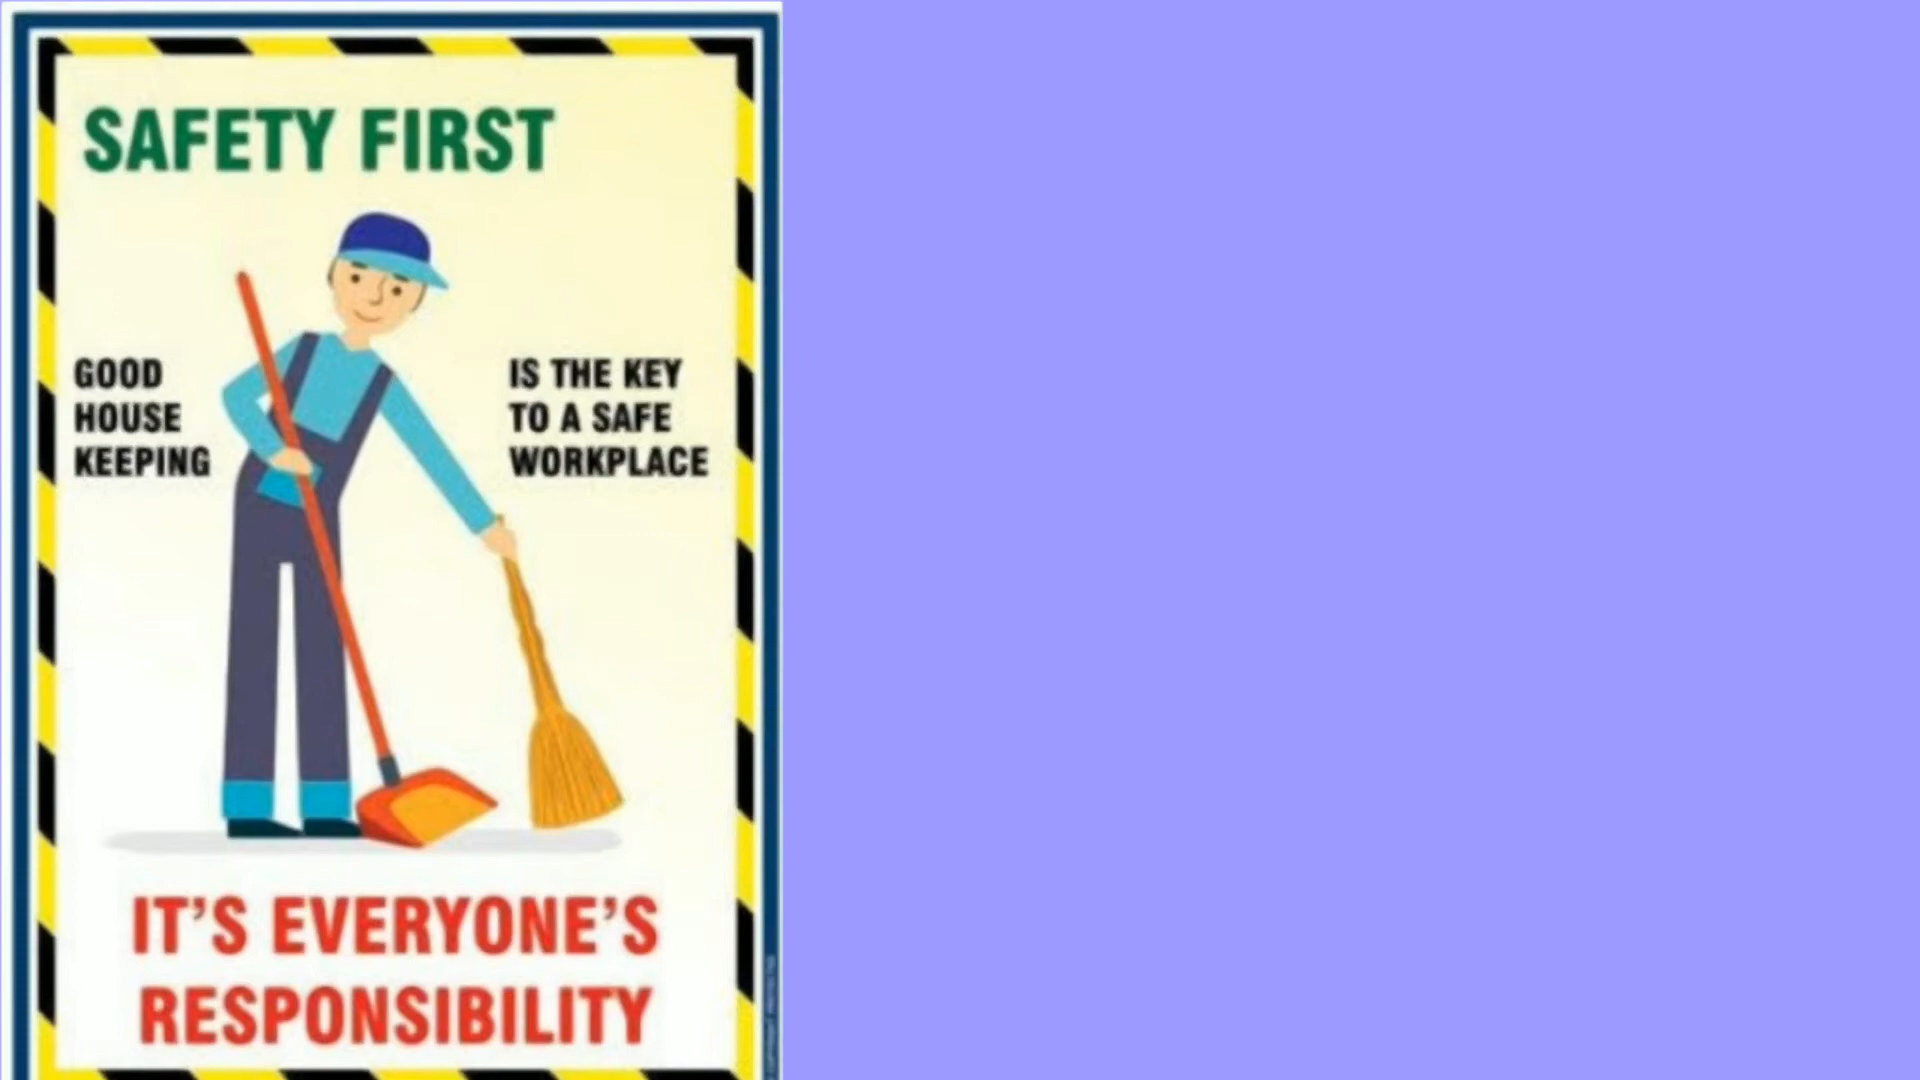 SAFETY FIRST
GOOD
HOUSE
KEEPING
IS THE KEY
TO A SAFE
WORKPLACE
IT'S EVERYONE'S
RESPONSIBILITY